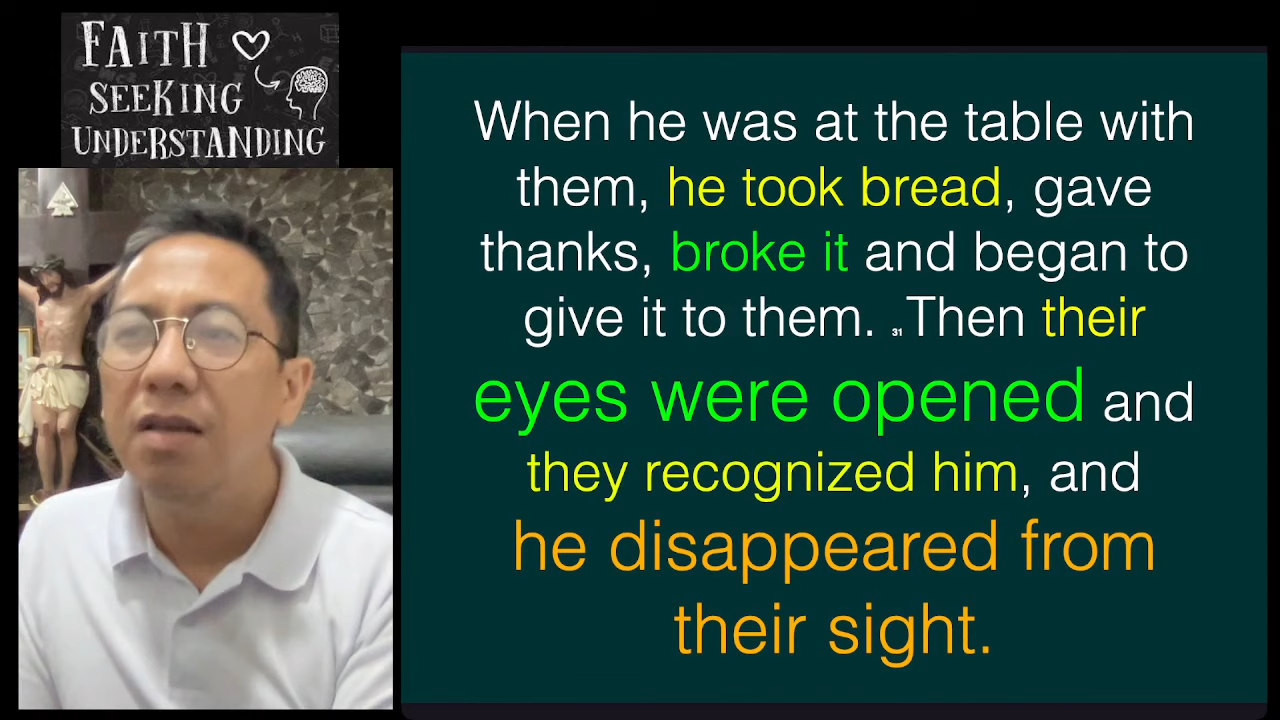 FAITH
SEEKING
UNDERSTANDING
When he was at the table with
them, he took bread, gave
thanks, broke it and began to
give it to them. 31Then their
eyes were opened and
they recognized him, and
he disappeared from
their sight.